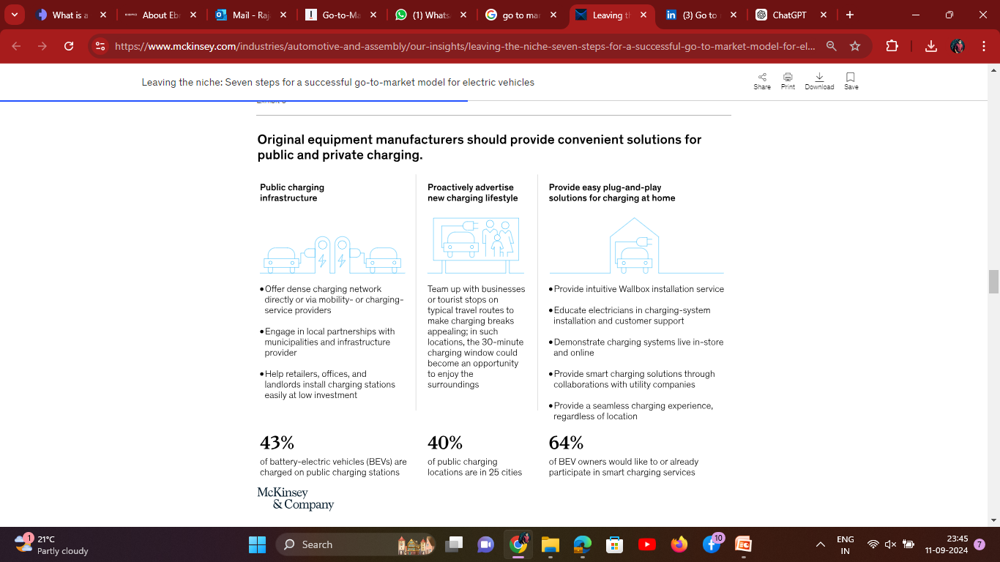 What is a
About Eb
Mail - Raj
Go-to-Ma
(1) Whats
go to mar
Leaving t
(3) Go to
ChatGPT
https://www.mckinsey.com/industries/automotive-and-assembly/our-insights/leaving-the-niche-seven-steps-for-a-successful-go-to-market-model-for-el...
Leaving the niche: Seven steps for a successful go-to-market model for electric vehicles
Share
Print
Download
Save
Original equipment manufacturers should provide convenient solutions for
public and private charging.
Public charging
infrastructure
• Offer dense charging network
directly or via mobility- or charging-
service providers
• Engage in local partnerships with
municipalities and infrastructure
provider
• Help retailers, offices, and
landlords install charging stations
easily at low investment
43%
of battery-electric vehicles (BEVs) are
charged on public charging stations
Proactively advertise
new charging lifestyle
Team up with businesses
or tourist stops on
typical travel routes to
make charging breaks
appealing; in such
locations, the 30-minute
charging window could
become an opportunity
to enjoy the
surroundings
40%
of public charging
locations are in 25 cities
Provide easy plug-and-play
solutions for charging at home
• Provide intuitive Wallbox installation service
• Educate electricians in charging-system
installation and customer support
• Demonstrate charging systems live in-store
and online
• Provide smart charging solutions through
collaborations with utility companies
• Provide a seamless charging experience,
regardless of location
64%
of BEV owners would like to or already
participate in smart charging services
McKinsey
& Company
1
21°C
Partly cloudy
Search
10
ENG
IN
23:45
11-09-2024
7